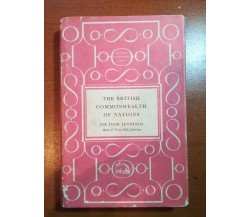 THE BRITISH
COMMONWEALTH
OF NATIONS
SIR IVOR JENNINGS